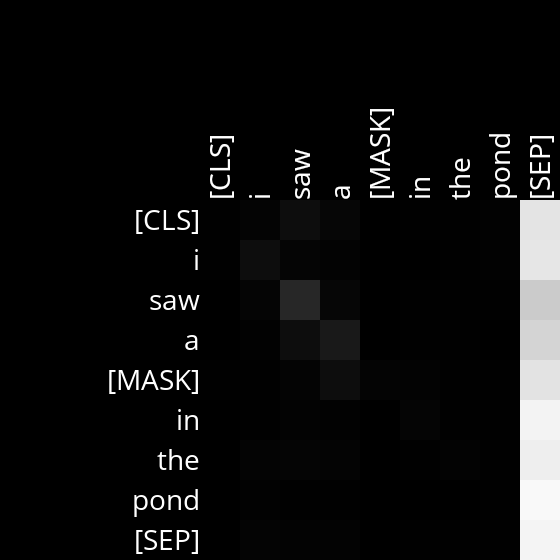 [CLS] i saw a [MASK] in the pond [SEP]
[CLS]
i
saw
a
[MASK]
in
the
pond
[SEP]